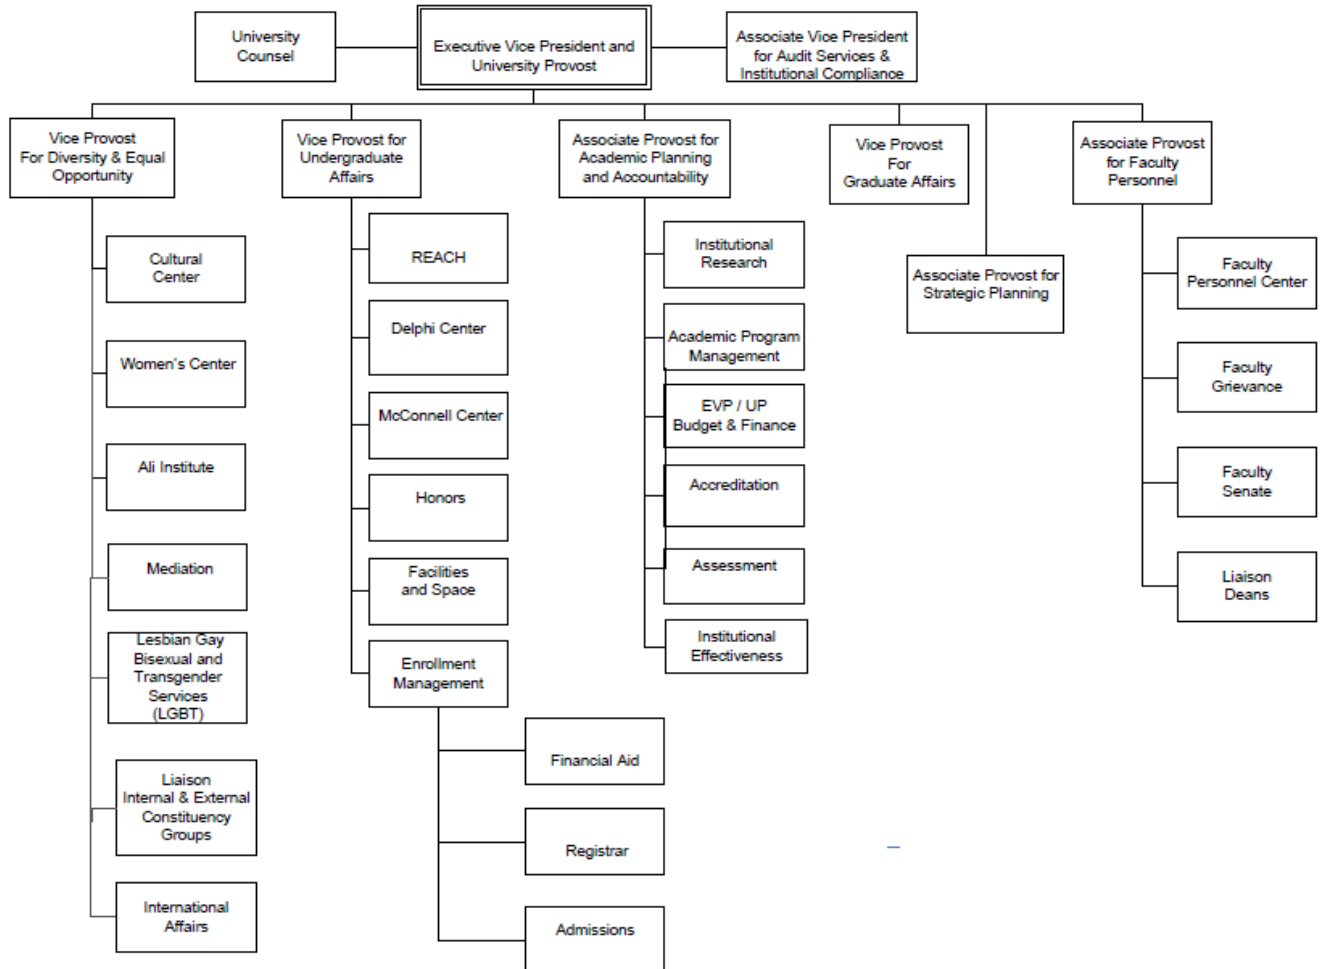 University
Counsel
Executive Vice President and
University Provost
Associate Vice President
for Audit Services &
Institutional Compliance
Vice Provost
For Diversity & Equal
Opportunity
Vice Provost for
Undergraduate
Affairs
Associate Provost for
Academic Planning
and Accountability
Vice Provost
For
Graduate Affairs
Associate Provost for
Strategic Planning
Associate Provost
for Faculty
Personnel
Cultural
Center
Women's Center
Ali Institute
Mediation
Lesbian Gay
Bisexual and
Transgender
Services
(LGBT)
Liaison
Internal & External
Constituency
Groups
International
Affairs
REACH
Delphi Center
McConnell Center
Honors
Facilities
and Space
Enrollment
Management
Financial Aid
Registrar
Admissions
Institutional
Research
Academic Program
Management
EVP / UP
Budget & Finance
Accreditation
Assessment
Institutional
Effectiveness
Faculty
Personnel Center
Faculty
Grievance
Faculty
Senate
Liaison
Deans